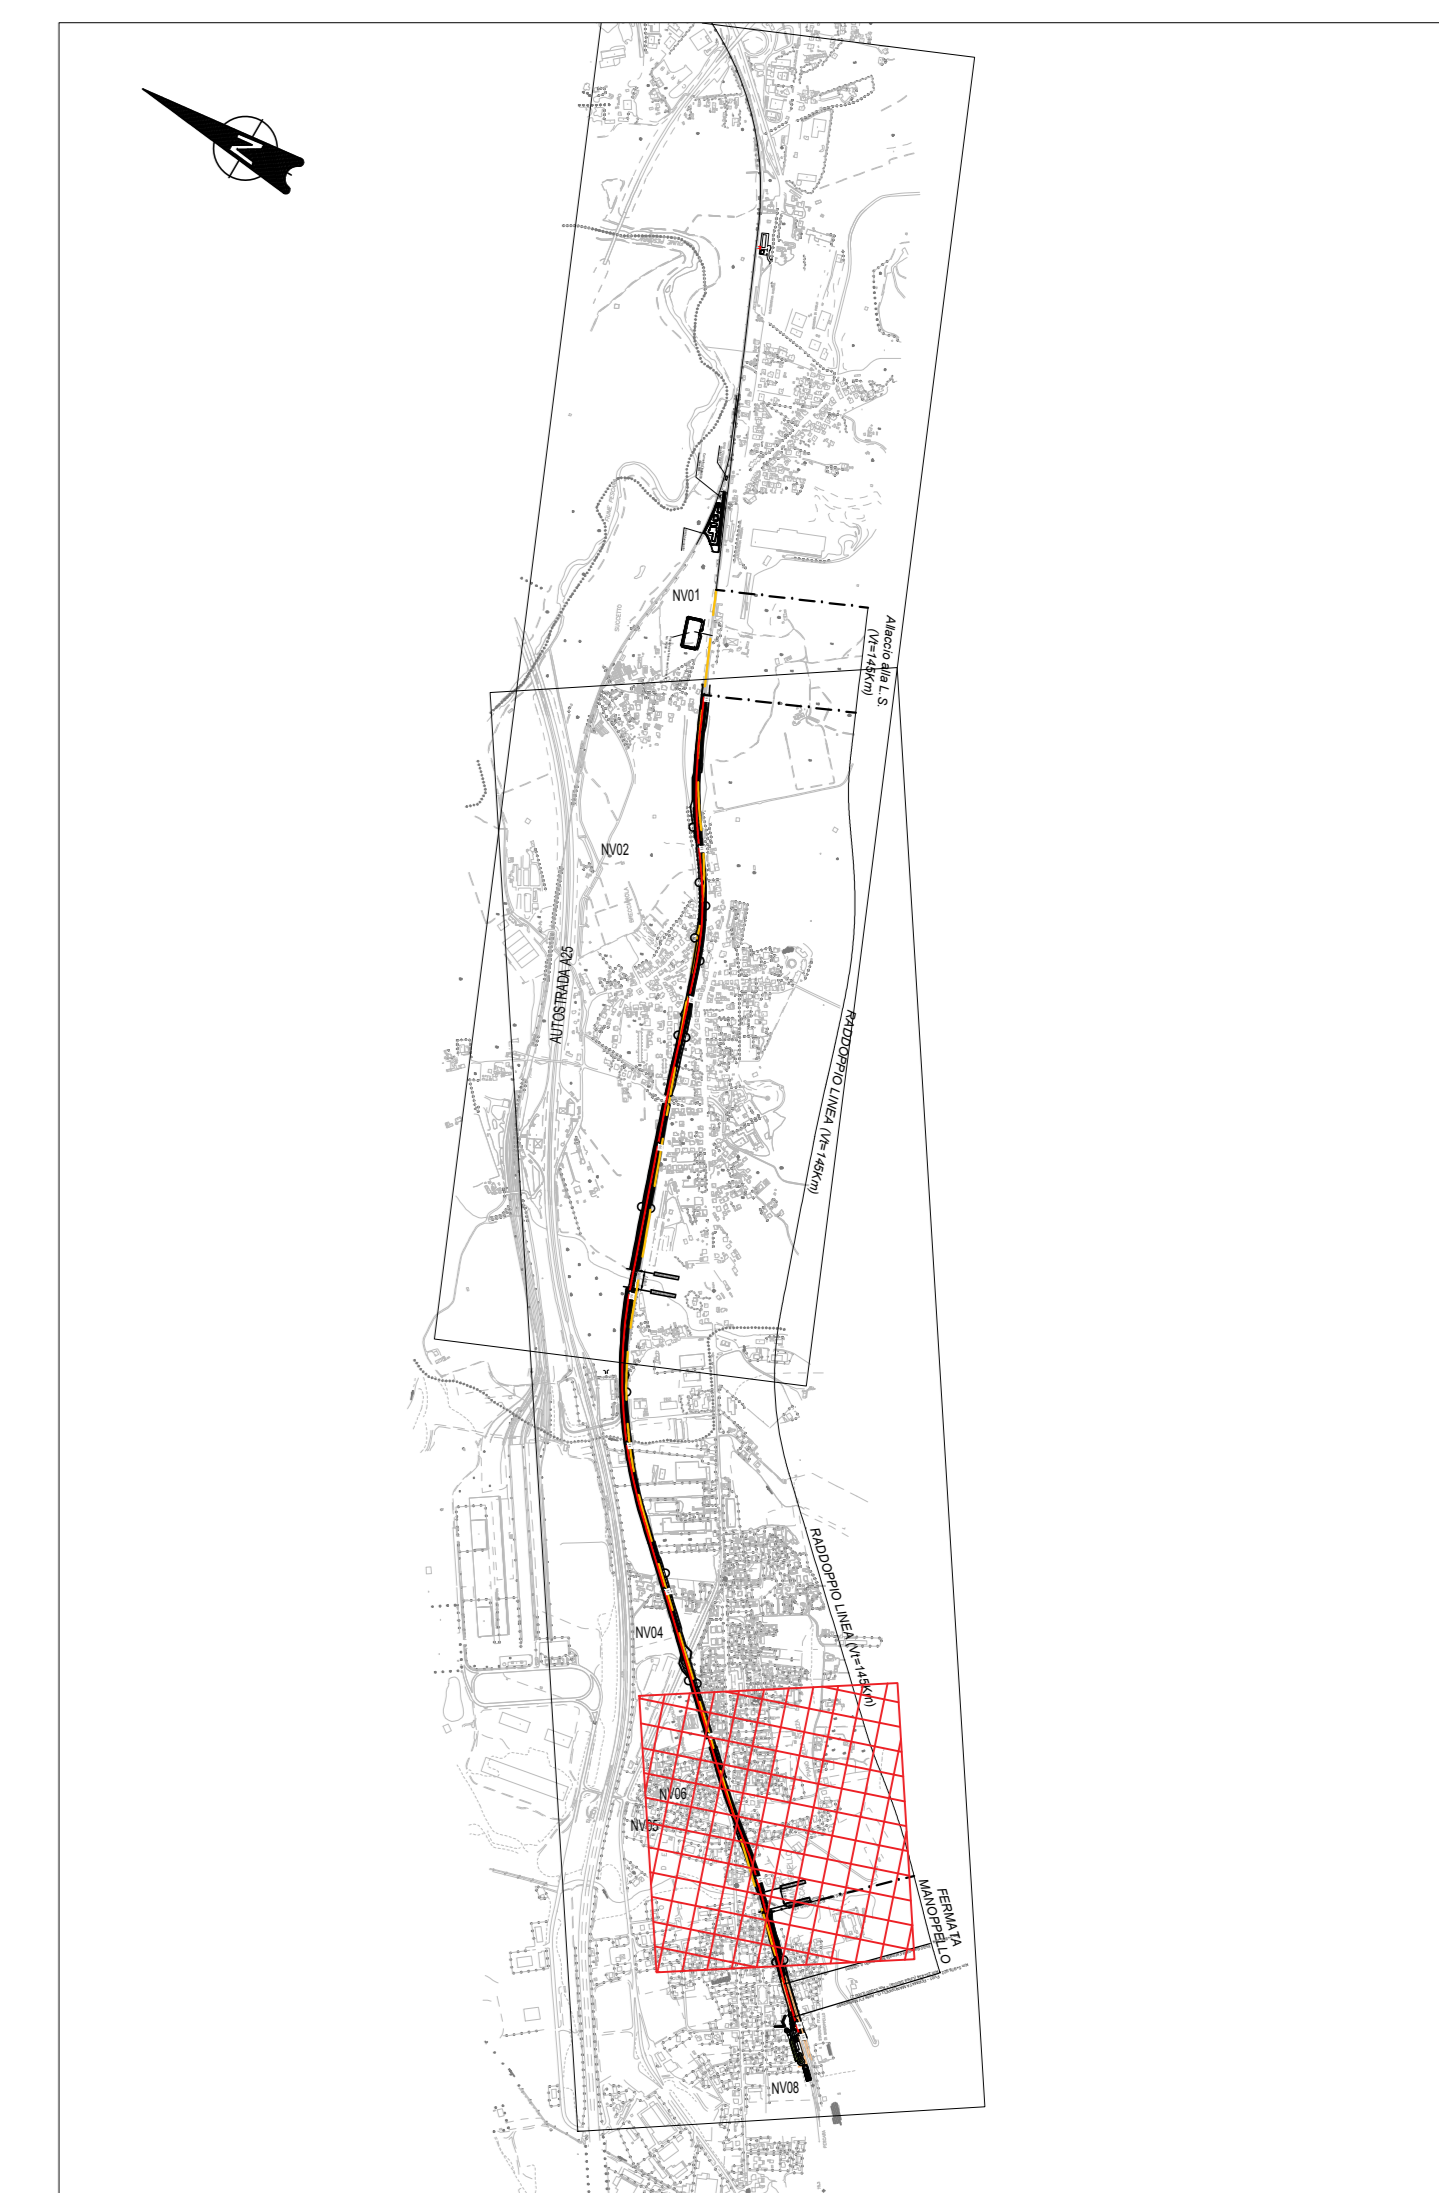 N
NV01
Allaccio alla L.S.
(Vt=145Km)
NV02
AUTOSTRADA A25
RADDOPPIO LINEA (Vt=145Km)
RADDOPPIO LINEA (Vt=145Km)
NV04
NV06
NV05
FERMATA
MANOPPELLO
NV08